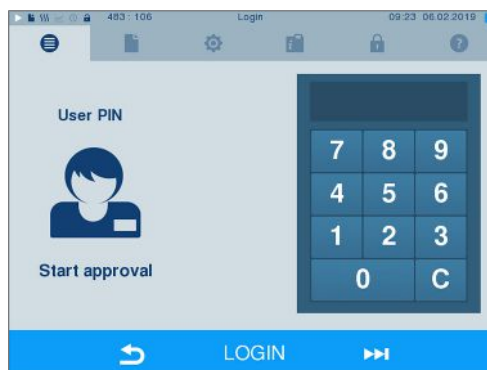 483 : 106 Login 09:23 06.02.2019
User PIN
Start approval
7 8 9
4 5 6
1 2 3
0 C
LOGIN